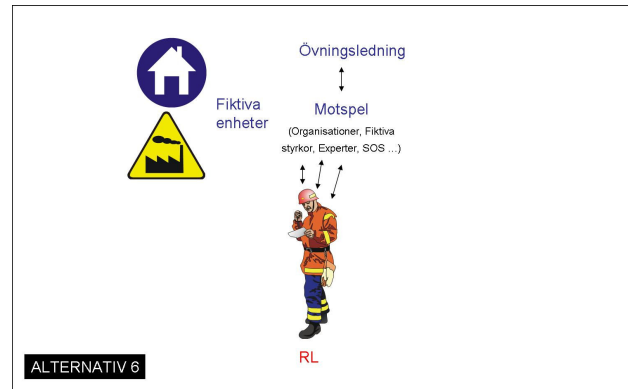 Övningsledning
Fiktiva
enheter
Motspel
(Organisationer, Fiktiva
styrkor, Experter, SOS ...)
RL
ALTERNATIV 6